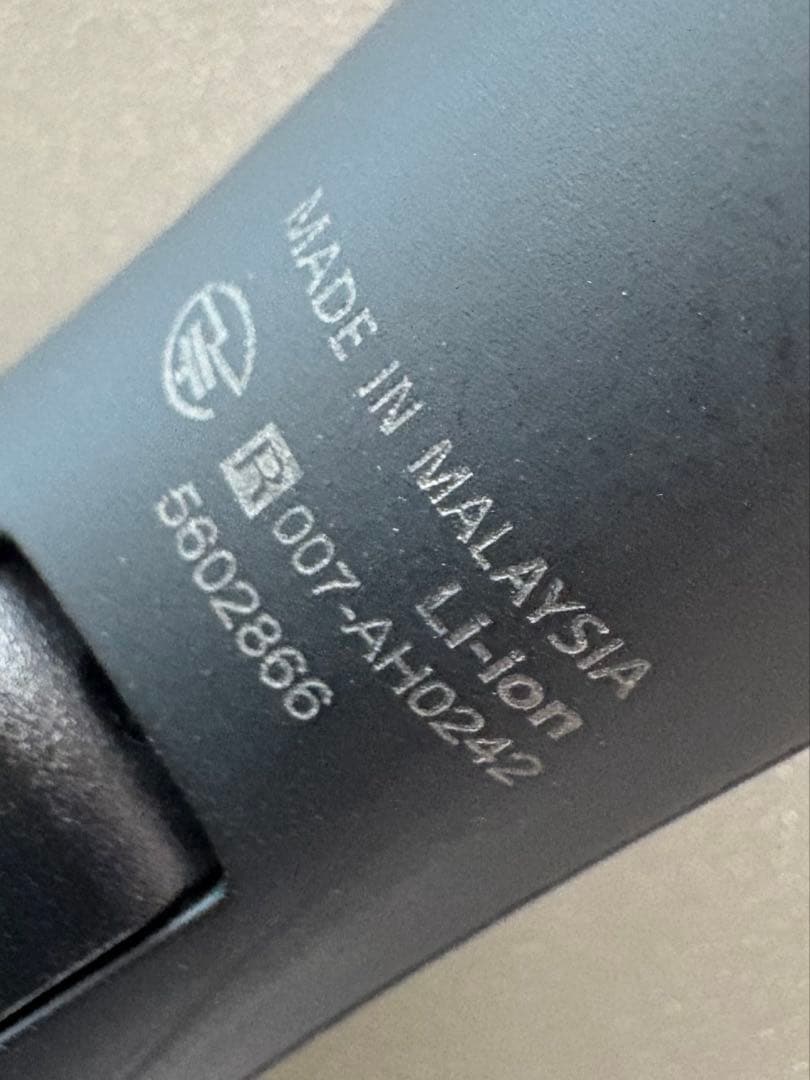 MADE IN MALAYSIA
Li-ion
R 007-AH0242
5602866